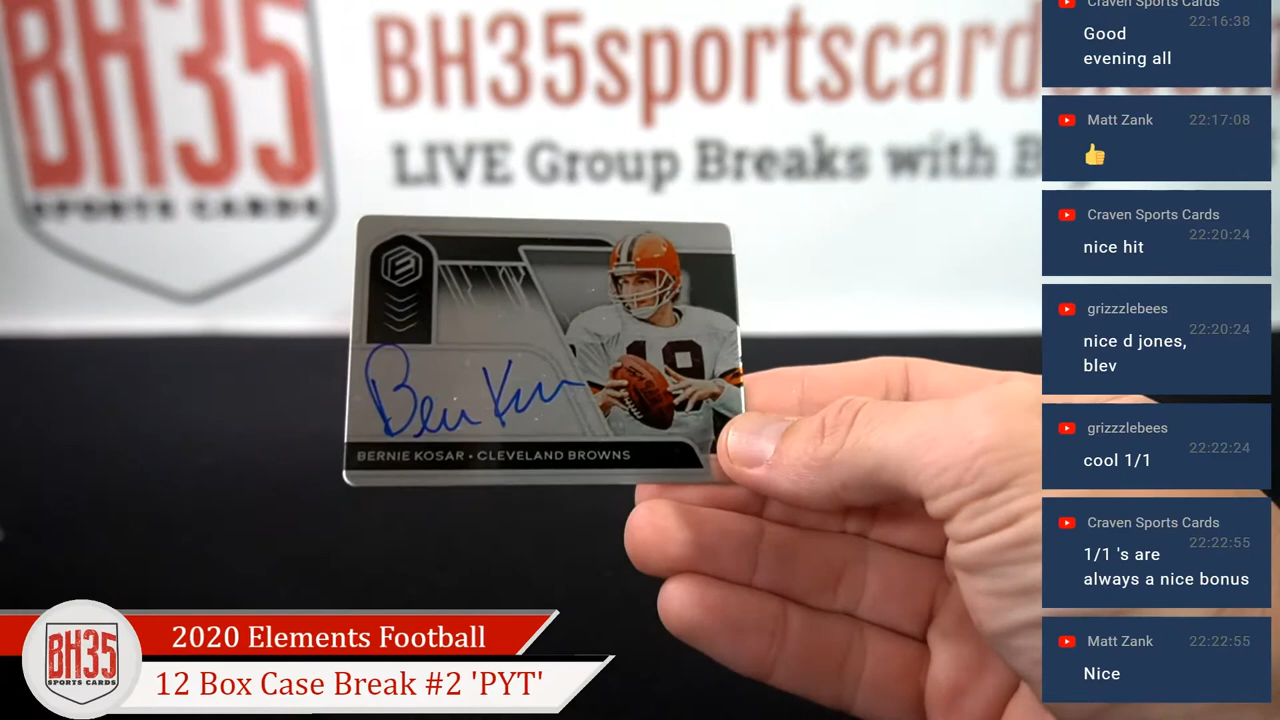 BH35
SPORTS CARDS
BH35sportscard
LIVE Group Breaks with
E
19
Ben Kosar
BERNIE KOSAR • CLEVELAND BROWNS
BH35
SPORTS CARDS
2020 Elements Football
12 Box Case Break #2 'PYT'
Craven Sports Cards
22:16:38
Good
evening all
Matt Zank 22:17:08
👍
Craven Sports Cards
22:20:24
nice hit
grizzzlebees
22:20:24
nice d jones,
blev
grizzzlebees
22:22:24
cool 1/1
Craven Sports Cards
22:22:55
1/1 's are
always a nice bonus
Matt Zank 22:22:55
Nice